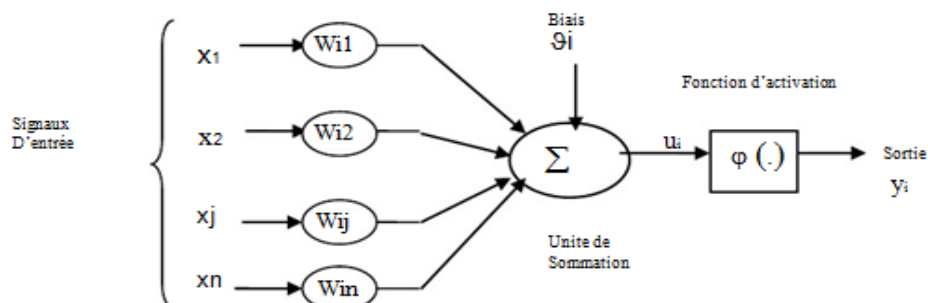 Biais
θi
x1
Wi1
Fonction d'activation
Signaux
D'entrée
x2
Wi2
Σ
ui
φ (.)
Sortie
yi
xj
Wij
Unite de
Sommation
xn
Win